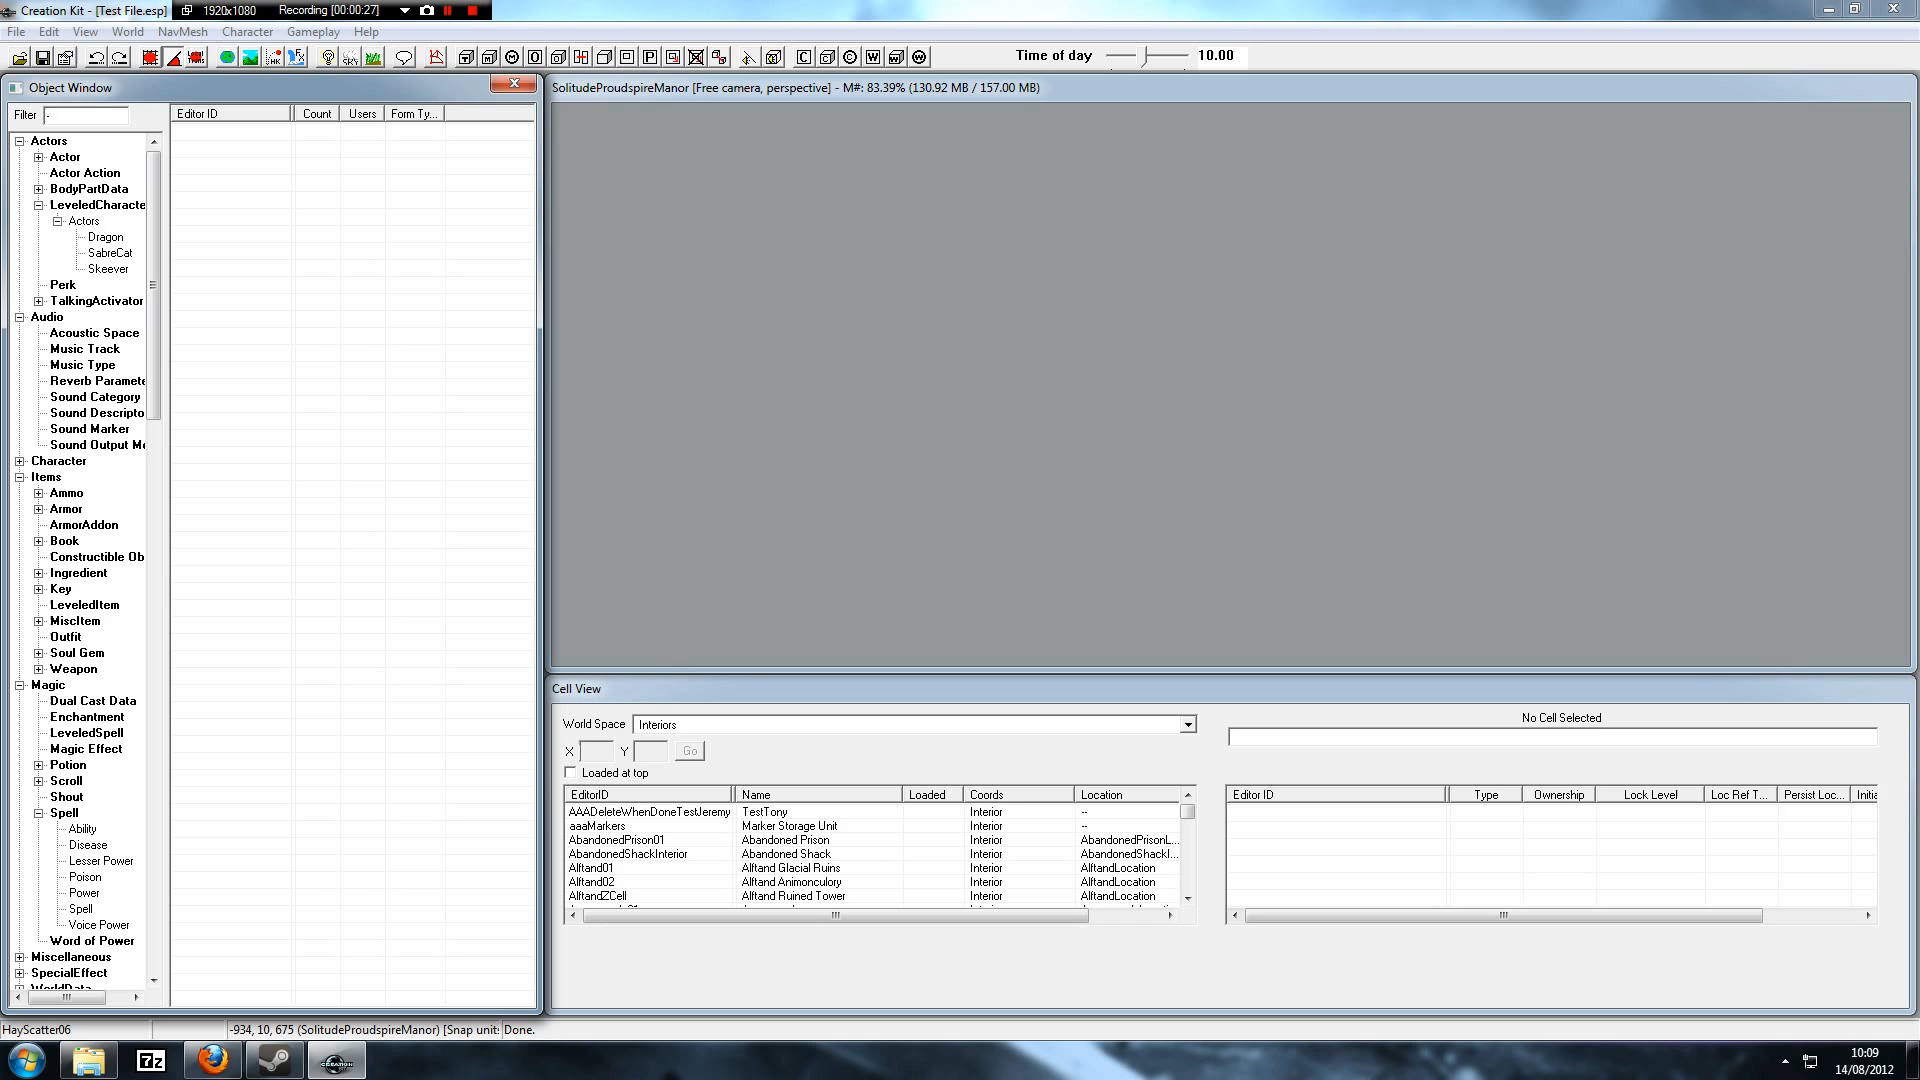 Creation Kit - [Test File.esp]
1920x1080
Recording [00:00:27]
File Edit View World NavMesh Character Gameplay Help
Time of day
10.00
Object Window
Filter
-
Editor ID Count Users Form Ty...
Actors
Actor
Actor Action
BodyPartData
LeveledCharacte
Actors
Dragon
SabreCat
Skeever
Perk
TalkingActivator
Audio
Acoustic Space
Music Track
Music Type
Reverb Paramete
Sound Category
Sound Descripto
Sound Marker
Sound Output Mo
Character
Items
Ammo
Armor
ArmorAddon
Book
Constructible Ob
Ingredient
Key
LeveledItem
MiscItem
Outfit
Soul Gem
Weapon
Magic
Dual Cast Data
Enchantment
LeveledSpell
Magic Effect
Potion
Scroll
Shout
Spell
Ability
Disease
Lesser Power
Poison
Power
Spell
Voice Power
Word of Power
Miscellaneous
SpecialEffect
WorldData
SolitudeProudspireManor [Free camera, perspective] - M#: 83.39% (130.92 MB / 157.00 MB)
Cell View
World Space
Interiors
X Y Go
Loaded at top
EditorID Name Loaded Coords Location
AAADeleteWhenDoneTestJeremy TestTony Interior --
aaaMarkers Marker Storage Unit Interior --
AbandonedPrison01 Abandoned Prison Interior AbandonedPrisonL...
AbandonedShackInterior Abandoned Shack Interior AbandonedShackI...
Alftand01 Alftand Glacial Ruins Interior AlftandLocation
Alftand02 Alftand Animonculory Interior AlftandLocation
AlftandZCell Alftand Ruined Tower Interior AlftandLocation
No Cell Selected
Editor ID Type Ownership Lock Level Loc Ref T... Persist Loc... Initia
HayScatter06
-934, 10, 675 (SolitudeProudspireManor) [Snap units
Done.
7z
CREATION
10:09
14/08/2012